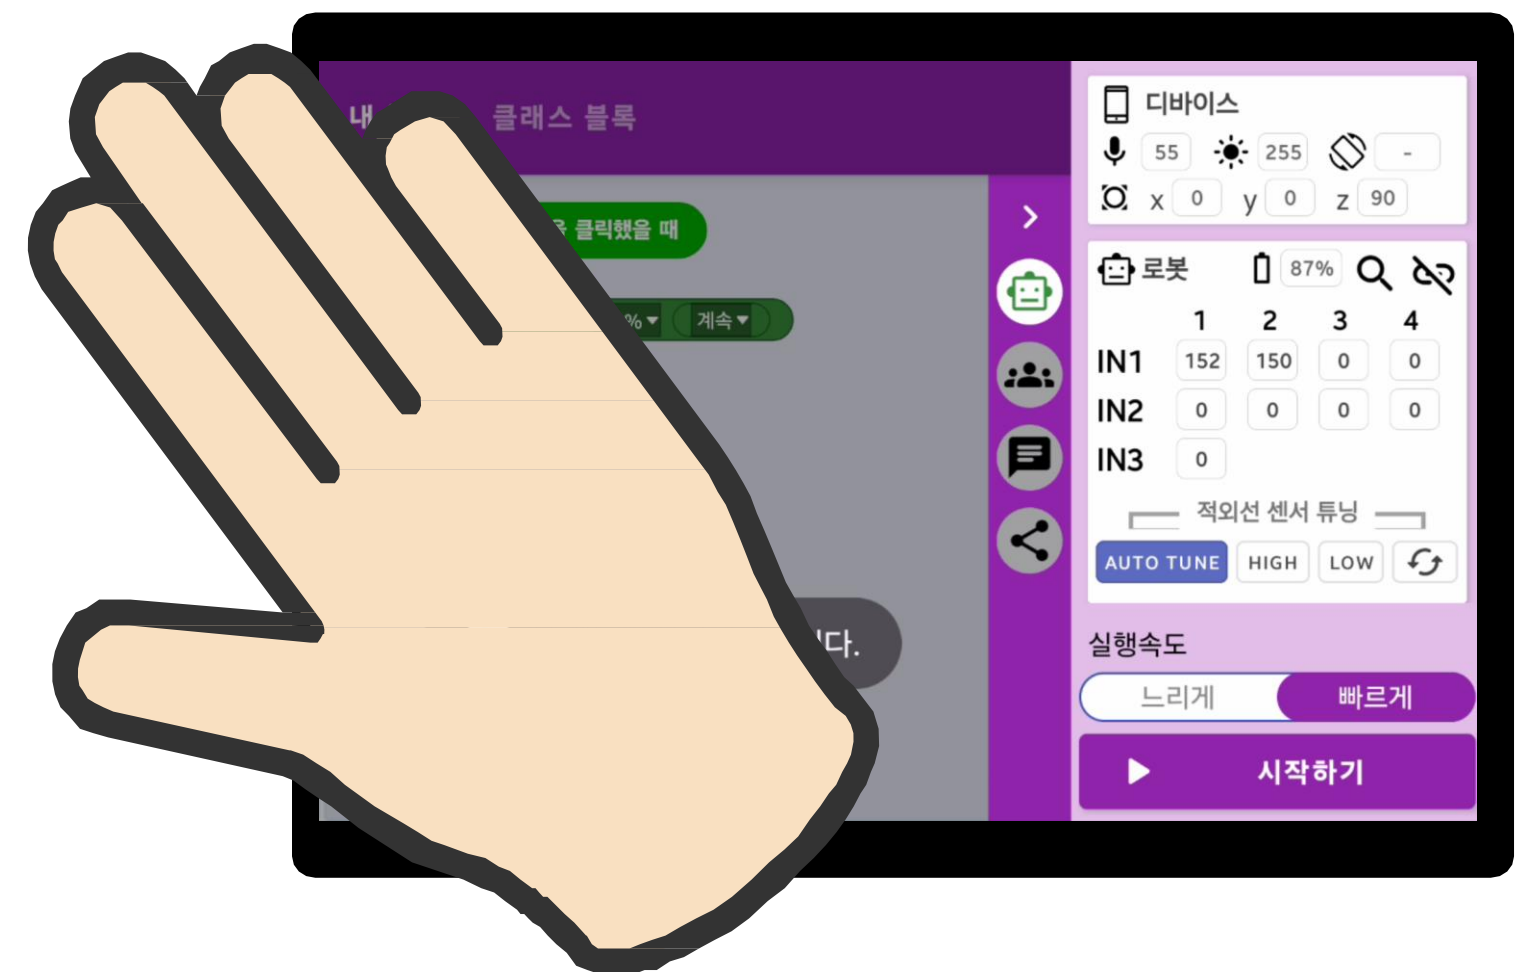 내
클래스 블록
클릭했을 때
%
계속
다.
디바이스
55 255 -
x 0 y 0 z 90
로봇 87%
1 2 3 4
IN1 152 150 0 0
IN2 0 0 0 0
IN3 0
적외선 센서 튜닝
AUTO TUNE HIGH LOW
실행속도
느리게 빠르게
시작하기